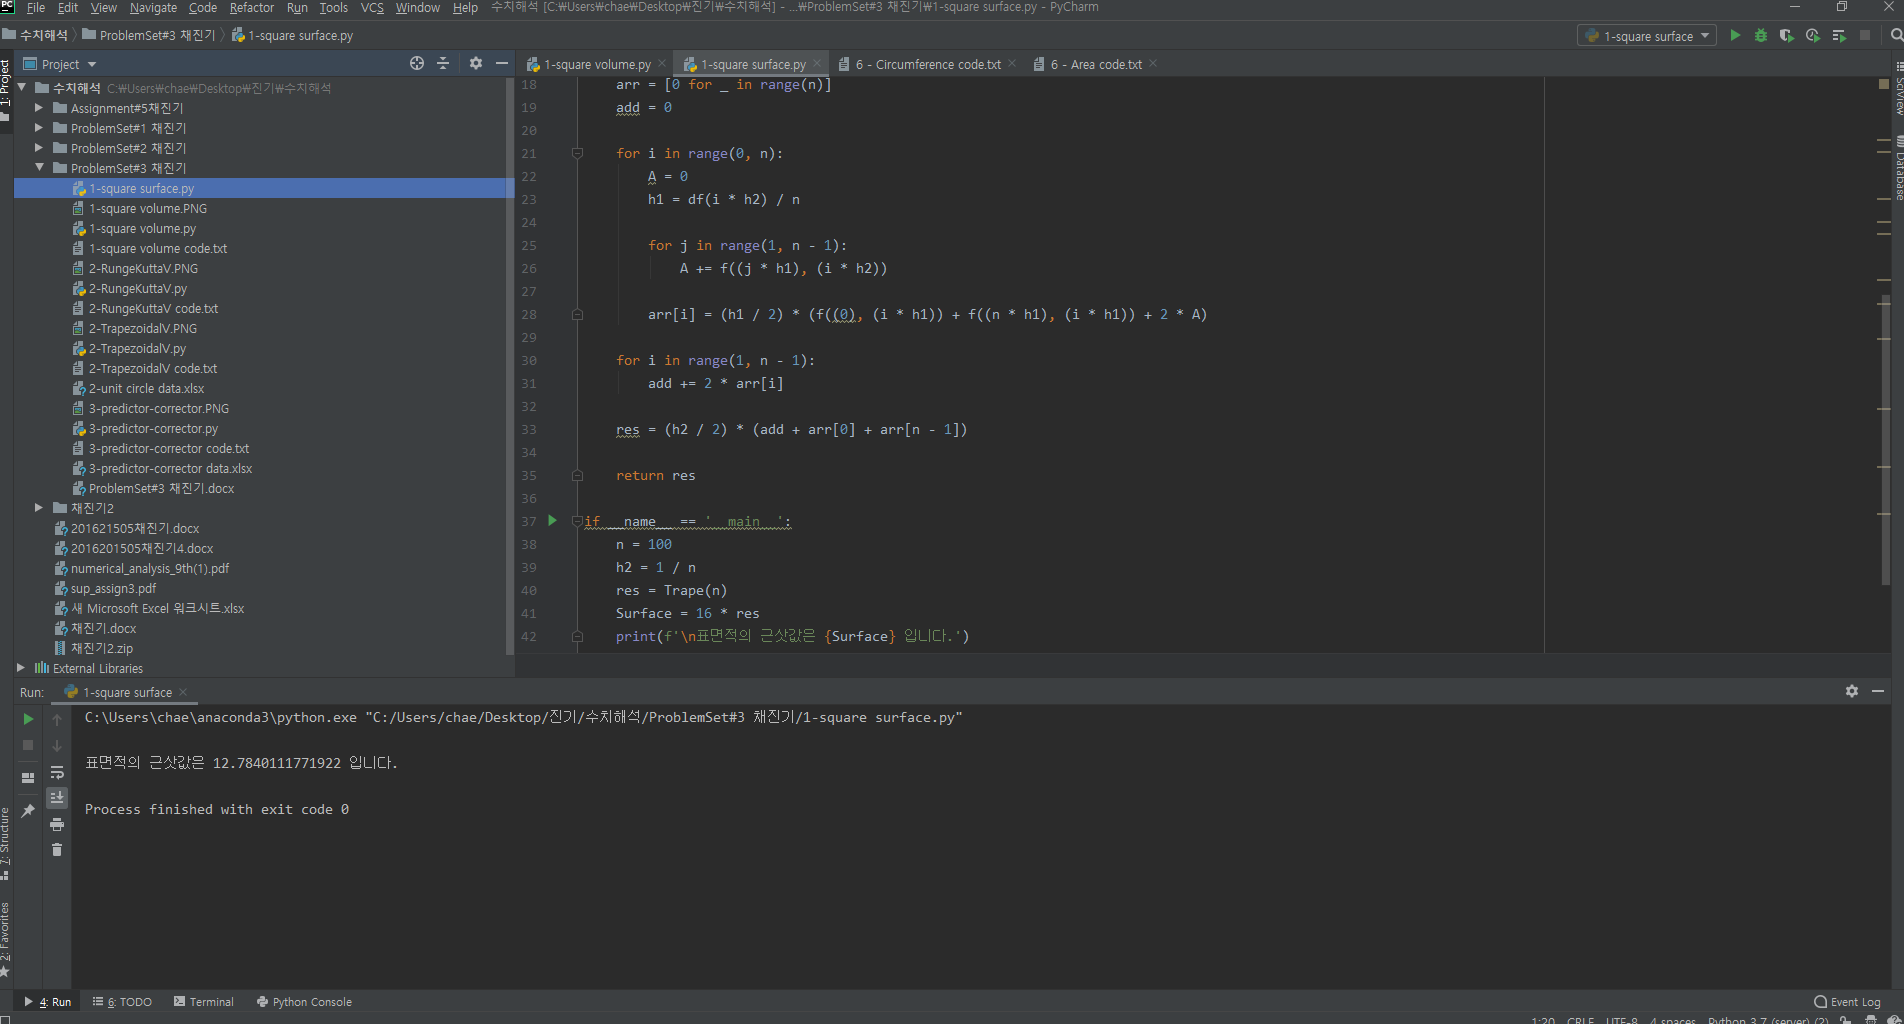 File Edit View Navigate Code Refactor Run Tools VCS Window Help 수치해석 [C:₩Users₩chae₩Desktop₩진기₩수치해석] - ...₩ProblemSet#3 채진기₩1-square surface.py - PyCharm
수치해석 ProblemSet#3 채진기 1-square surface.py 1-square surface
Project 1-square volume.py 1-square surface.py 6 - Circumference code.txt 6 - Area code.txt
1: Project
SciView
Database
수치해석 C:₩Users₩chae₩Desktop₩진기₩수치해석
Assignment#5채진기
ProblemSet#1 채진기
ProblemSet#2 채진기
ProblemSet#3 채진기
1-square surface.py
1-square volume.PNG
1-square volume.py
1-square volume code.txt
2-RungeKuttaV.PNG
2-RungeKuttaV.py
2-RungeKuttaV code.txt
2-TrapezoidalV.PNG
2-TrapezoidalV.py
2-TrapezoidalV code.txt
2-unit circle data.xlsx
3-predictor-corrector.PNG
3-predictor-corrector.py
3-predictor-corrector code.txt
3-predictor-corrector data.xlsx
ProblemSet#3 채진기.docx
채진기2
201621505채진기.docx
2016201505채진기4.docx
numerical_analysis_9th(1).pdf
sup_assign3.pdf
새 Microsoft Excel 워크시트.xlsx
채진기.docx
채진기2.zip
External Libraries
18 arr = [0 for _ in range(n)]
19 add = 0
20
21 for i in range(0, n):
22 A = 0
23 h1 = df(i * h2) / n
24
25 for j in range(1, n - 1):
26 A += f((j * h1), (i * h2))
27
28 arr[i] = (h1 / 2) * (f((0), (i * h1)) + f((n * h1), (i * h1)) + 2 * A)
29
30 for i in range(1, n - 1):
31 add += 2 * arr[i]
32
33 res = (h2 / 2) * (add + arr[0] + arr[n - 1])
34
35 return res
36
37 if __name__ == '__main__':
38 n = 100
39 h2 = 1 / n
40 res = Trape(n)
41 Surface = 16 * res
42 print(f'\n표면적의 근삿값은 {Surface} 입니다.')
Run: 1-square surface
C:\Users\chae\anaconda3\python.exe "C:/Users/chae/Desktop/진기/수치해석/ProblemSet#3 채진기/1-square surface.py"
표면적의 근삿값은 12.7840111771922 입니다.
Process finished with exit code 0
7: Structure
2: Favorites
4: Run 6: TODO Terminal Python Console Event Log
1:20 CRLF UTF-8 4 spaces Python 3.7 (server) (2)